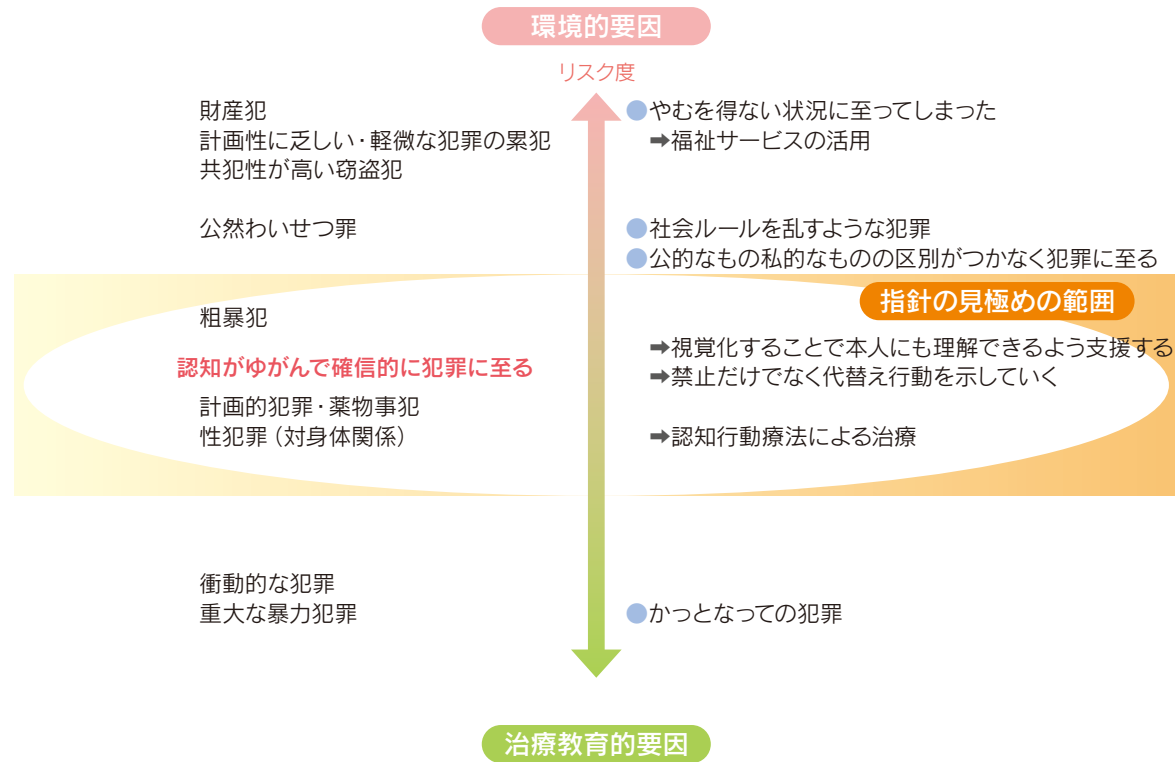 環境的要因
リスク度
財産犯
計画性に乏しい・軽微な犯罪の累犯
共犯性が高い窃盗犯
●やむを得ない状況に至ってしまった
➡福祉サービスの活用
公然わいせつ罪
●社会ルールを乱すような犯罪
●公的なもの私的なものの区別がつかなく犯罪に至る
指針の見極めの範囲
粗暴犯
認知がゆがんで確信的に犯罪に至る
計画的犯罪・薬物事犯
性犯罪(対身体関係)
➡視覚化することで本人にも理解できるよう支援する
➡禁止だけでなく代替え行動を示していく
➡認知行動療法による治療
衝動的な犯罪
重大な暴力犯罪
●かっとなっての犯罪
治療教育的要因